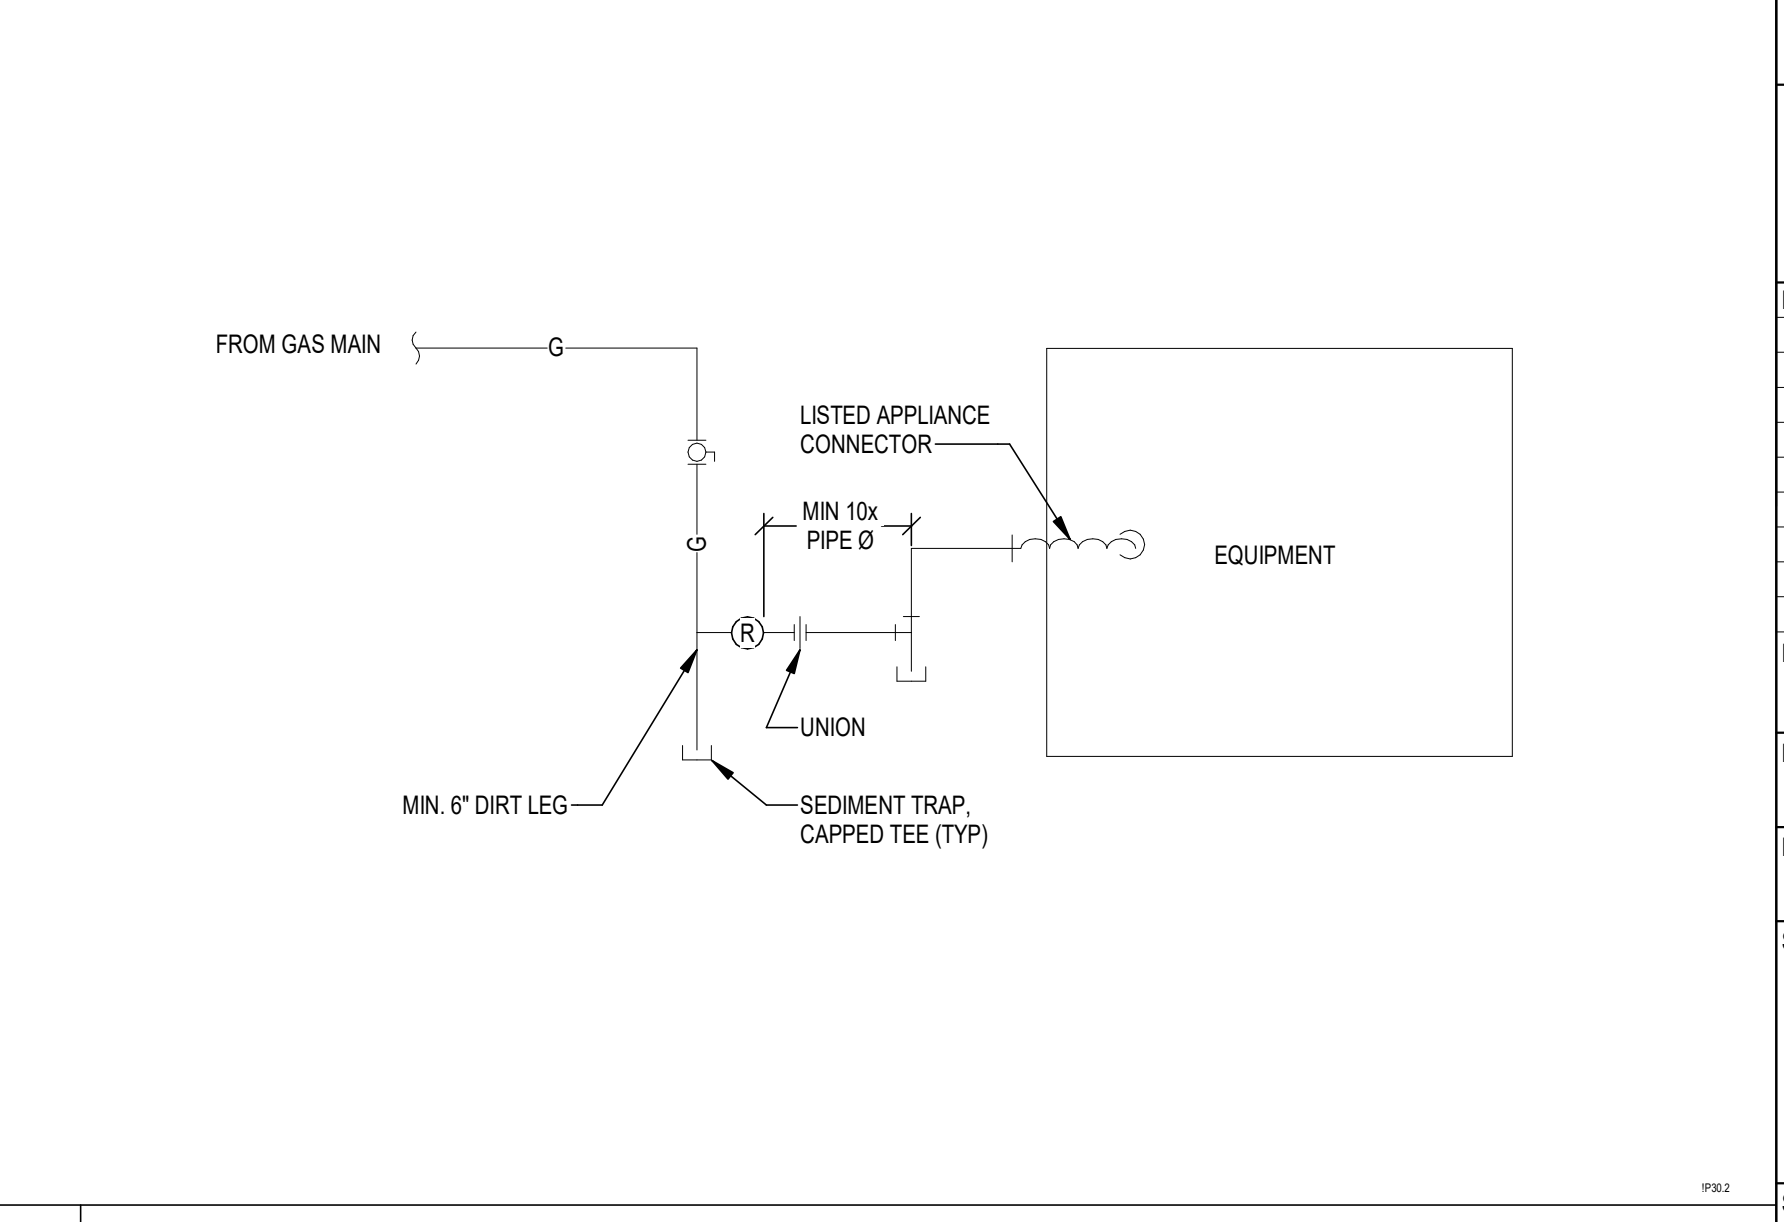 FROM GAS MAIN
G
LISTED APPLIANCE
CONNECTOR
MIN 10x
PIPE Ø
G
EQUIPMENT
R
UNION
MIN. 6" DIRT LEG
SEDIMENT TRAP,
CAPPED TEE (TYP)
!P30.2